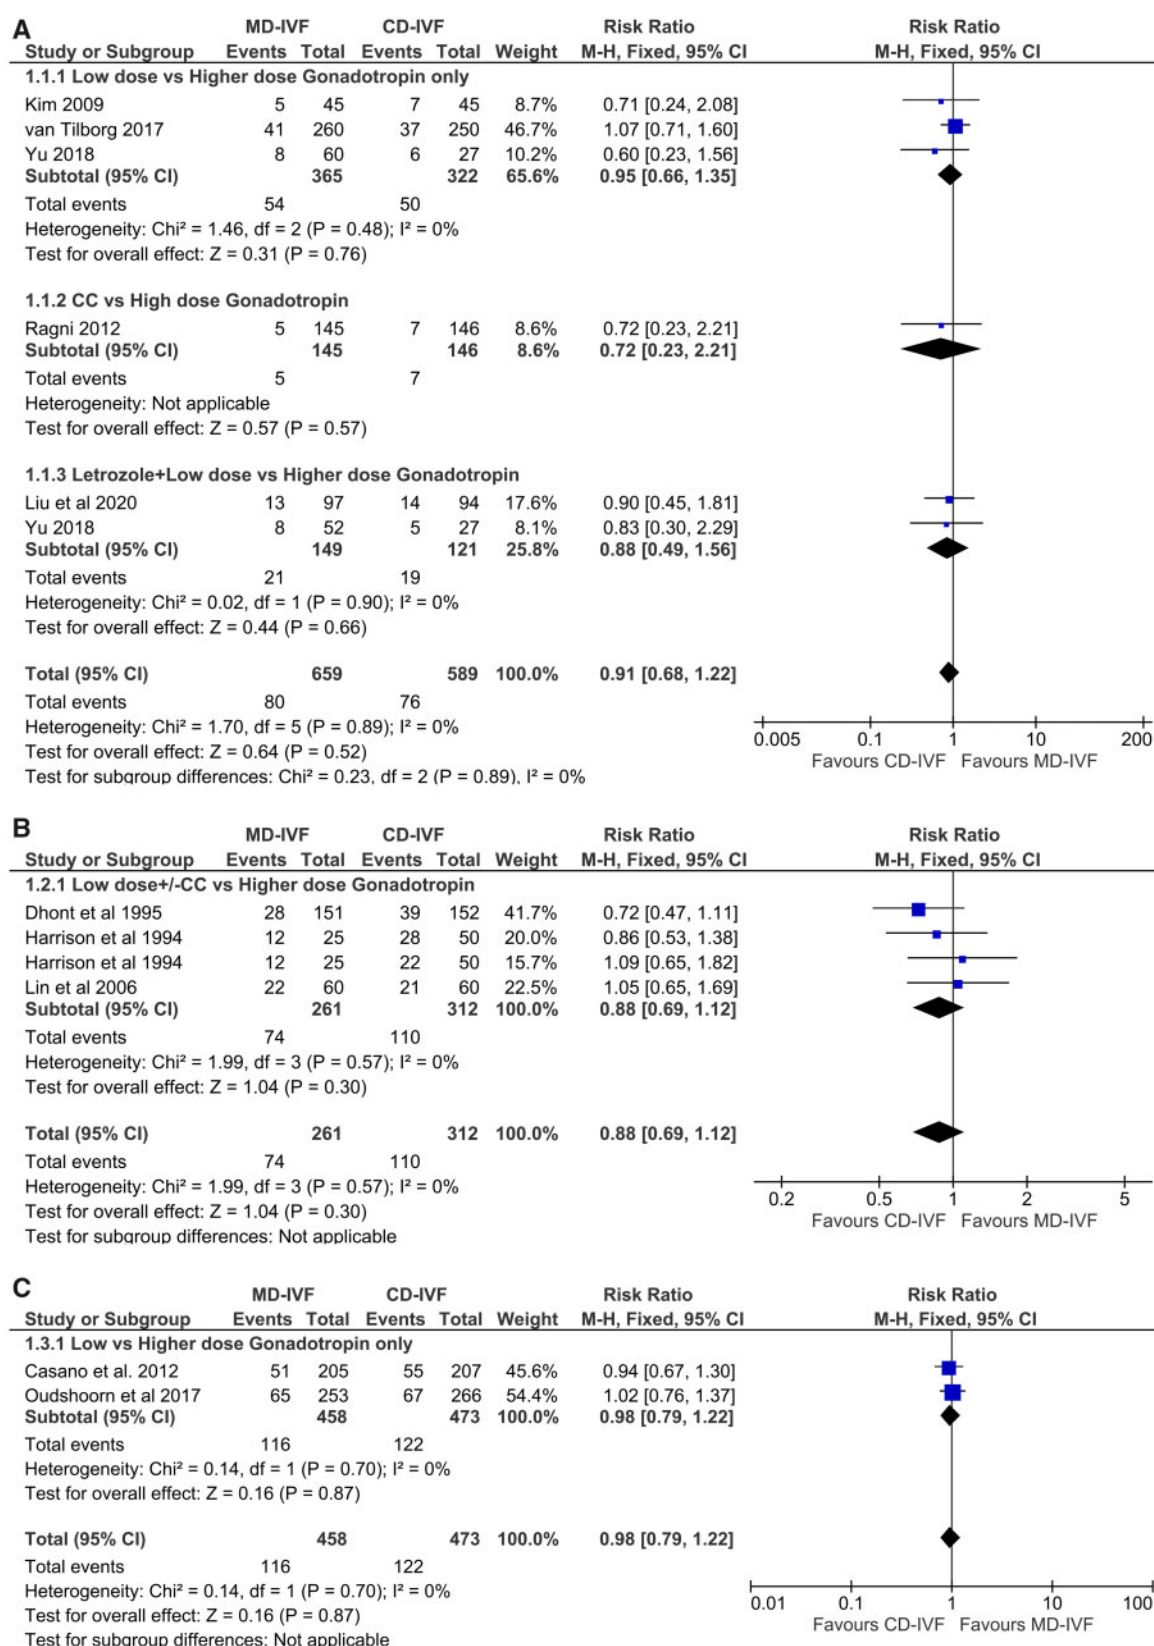 A
MD-IVF CD-IVF Risk Ratio Risk Ratio
Study or Subgroup Events Total Events Total Weight M-H, Fixed, 95% CI M-H, Fixed, 95% CI
1.1.1 Low dose vs Higher dose Gonadotropin only
Kim 2009 5 45 7 45 8.7% 0.71 [0.24, 2.08]
van Tilborg 2017 41 260 37 250 46.7% 1.07 [0.71, 1.60]
Yu 2018 8 60 6 27 10.2% 0.60 [0.23, 1.56]
Subtotal (95% CI) 365 322 65.6% 0.95 [0.66, 1.35]
Total events 54 50
Heterogeneity: Chi² = 1.46, df = 2 (P = 0.48); I² = 0%
Test for overall effect: Z = 0.31 (P = 0.76)
1.1.2 CC vs High dose Gonadotropin
Ragni 2012 5 145 7 146 8.6% 0.72 [0.23, 2.21]
Subtotal (95% CI) 145 146 8.6% 0.72 [0.23, 2.21]
Total events 5 7
Heterogeneity: Not applicable
Test for overall effect: Z = 0.57 (P = 0.57)
1.1.3 Letrozole+Low dose vs Higher dose Gonadotropin
Liu et al 2020 13 97 14 94 17.6% 0.90 [0.45, 1.81]
Yu 2018 8 52 5 27 8.1% 0.83 [0.30, 2.29]
Subtotal (95% CI) 149 121 25.8% 0.88 [0.49, 1.56]
Total events 21 19
Heterogeneity: Chi² = 0.02, df = 1 (P = 0.90); I² = 0%
Test for overall effect: Z = 0.44 (P = 0.66)
Total (95% CI) 659 589 100.0% 0.91 [0.68, 1.22]
Total events 80 76
Heterogeneity: Chi² = 1.70, df = 5 (P = 0.89); I² = 0%
Test for overall effect: Z = 0.64 (P = 0.52)
Test for subgroup differences: Chi² = 0.23, df = 2 (P = 0.89), I² = 0%
0.005 0.1 1 10 200
Favours CD-IVF Favours MD-IVF
B
MD-IVF CD-IVF Risk Ratio Risk Ratio
Study or Subgroup Events Total Events Total Weight M-H, Fixed, 95% CI M-H, Fixed, 95% CI
1.2.1 Low dose+/-CC vs Higher dose Gonadotropin
Dhont et al 1995 28 151 39 152 41.7% 0.72 [0.47, 1.11]
Harrison et al 1994 12 25 28 50 20.0% 0.86 [0.53, 1.38]
Harrison et al 1994 12 25 22 50 15.7% 1.09 [0.65, 1.82]
Lin et al 2006 22 60 21 60 22.5% 1.05 [0.65, 1.69]
Subtotal (95% CI) 261 312 100.0% 0.88 [0.69, 1.12]
Total events 74 110
Heterogeneity: Chi² = 1.99, df = 3 (P = 0.57); I² = 0%
Test for overall effect: Z = 1.04 (P = 0.30)
Total (95% CI) 261 312 100.0% 0.88 [0.69, 1.12]
Total events 74 110
Heterogeneity: Chi² = 1.99, df = 3 (P = 0.57); I² = 0%
Test for overall effect: Z = 1.04 (P = 0.30)
Test for subgroup differences: Not applicable
0.2 0.5 1 2 5
Favours CD-IVF Favours MD-IVF
C
MD-IVF CD-IVF Risk Ratio Risk Ratio
Study or Subgroup Events Total Events Total Weight M-H, Fixed, 95% CI M-H, Fixed, 95% CI
1.3.1 Low vs Higher dose Gonadotropin only
Casano et al. 2012 51 205 55 207 45.6% 0.94 [0.67, 1.30]
Oudshoorn et al 2017 65 253 67 266 54.4% 1.02 [0.76, 1.37]
Subtotal (95% CI) 458 473 100.0% 0.98 [0.79, 1.22]
Total events 116 122
Heterogeneity: Chi² = 0.14, df = 1 (P = 0.70); I² = 0%
Test for overall effect: Z = 0.16 (P = 0.87)
Total (95% CI) 458 473 100.0% 0.98 [0.79, 1.22]
Total events 116 122
Heterogeneity: Chi² = 0.14, df = 1 (P = 0.70); I² = 0%
Test for overall effect: Z = 0.16 (P = 0.87)
Test for subgroup differences: Not applicable
0.01 0.1 1 10 100
Favours CD-IVF Favours MD-IVF